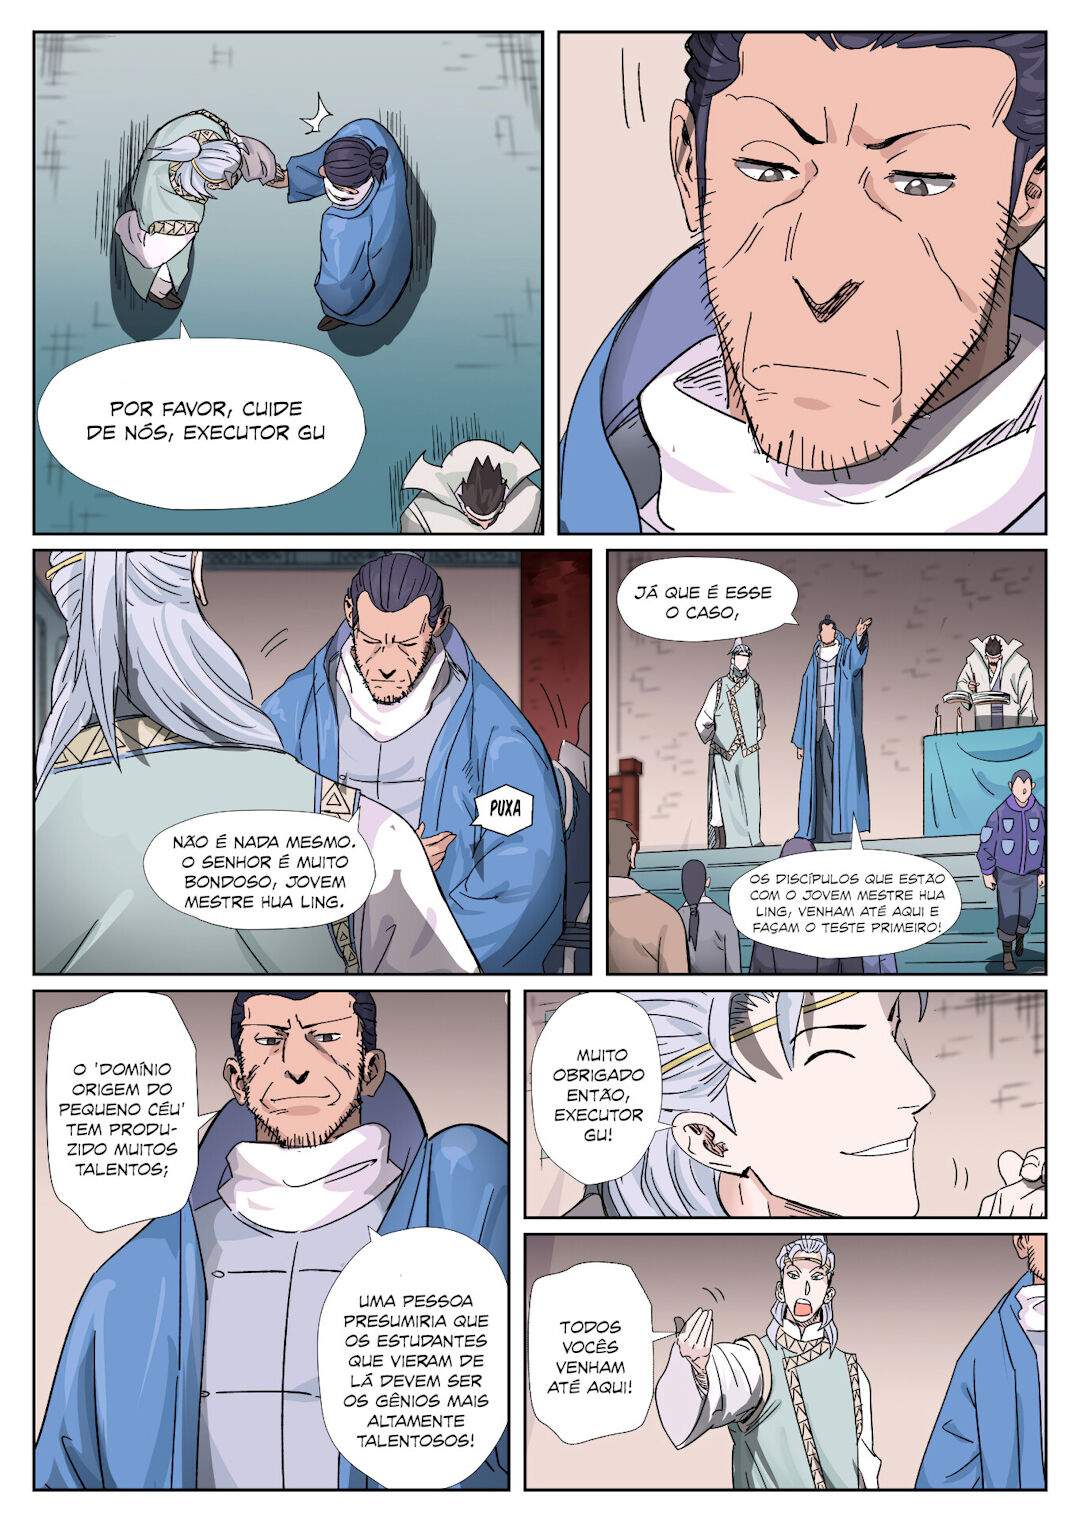 POR FAVOR, CUIDE
DE NÓS, EXECUTOR GU
NÃO É NADA MESMO.
O SENHOR É MUITO
BONDOSO, JOVEM
MESTRE HUA LING.
PUXA
JÁ QUE É ESSE
O CASO,
OS DISCÍPULOS QUE ESTÃO
COM O JOVEM MESTRE HUA
LING, VENHAM ATÉ AQUI E
FAÇAM O TESTE PRIMEIRO!
O 'DOMÍNIO
ORIGEM DO
PEQUENO CÉU'
TEM PRODU-
ZIDO MUITOS
TALENTOS;
UMA PESSOA
PRESUMIRIA QUE
OS ESTUDANTES
QUE VIERAM DE
LÁ DEVEM SER
OS GÊNIOS MAIS
ALTAMENTE
TALENTOSOS!
MUITO
OBRIGADO
ENTÃO,
EXECUTOR
GU!
TODOS
VOCÊS
VENHAM
ATÉ AQUI!